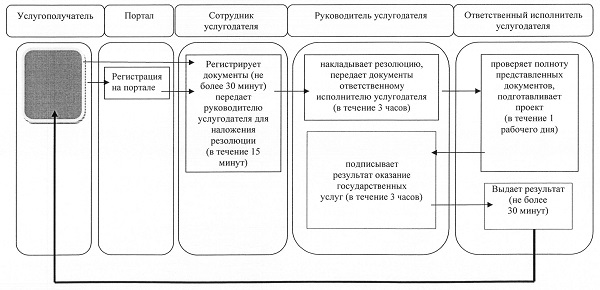 Услугополучатель
Портал
Сотрудник
услугодателя
Руководитель услугодателя
Ответственный исполнитель
услугодателя
Регистрация
на портале
Регистрирует
документы (не
более 30 минут)
передает
руководителю
услугодателя для
наложения
резолюции
(в течение 15
минут)
накладывает резолюцию,
передает документы
ответственному
исполнителю услугодателя
(в течение 3 часов)
проверяет полноту
представленных
документов,
подготавливает
проект
(в течение 1
рабочего дня)
подписывает
результат оказание
государственных
услуг (в течение 3 часов)
Выдает результат
(не более
30 минут)